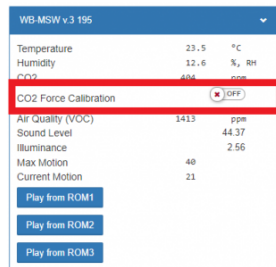 WB-MSW v.3 195
Temperature 23.5 °C
Humidity 12.6 %, RH
CO2 404 ppm
CO2 Force Calibration OFF
Air Quality (VOC) 1413 ppm
Sound Level 44.37
Illuminance 2.56
Max Motion 40
Current Motion 21
Play from ROM1
Play from ROM2
Play from ROM3